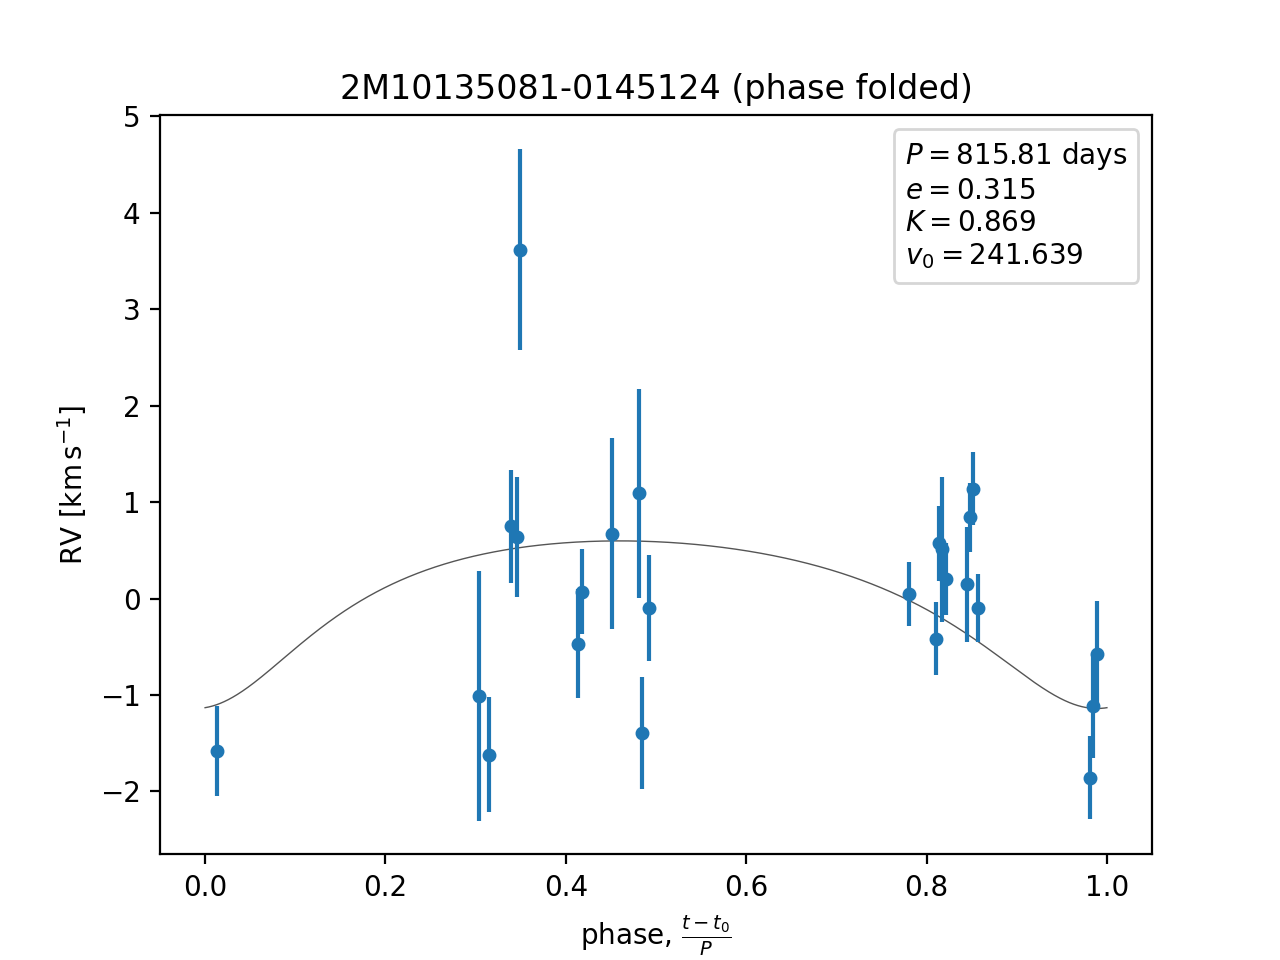 2M10135081-0145124 (phase folded)
P = 815.81 days
e = 0.315
K = 0.869
v₀ = 241.639
RV [km s⁻¹]
5
4
3
2
1
0
−1
−2
0.0 0.2 0.4 0.6 0.8 1.0
phase, (t − t₀)/P